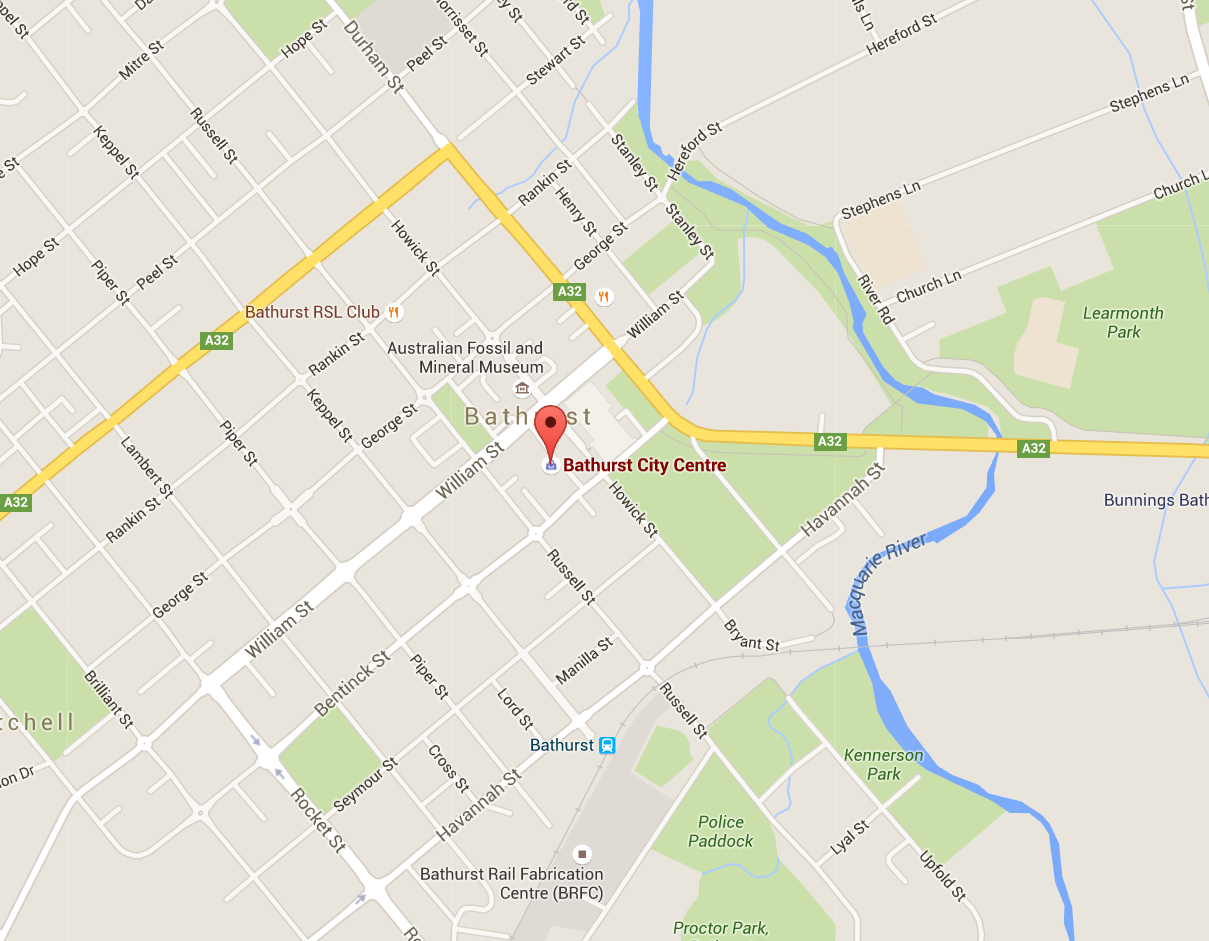 Hope St
Mitre St
Durham St
Peel St
Stewart St
Hereford St
Stephens Ln
Keppel St
Russell St
Stanley St
Hereford St
Rankin St
Henry St
Stephens Ln
Church L
Stanley St
Howick St
George St
Hope St
Piper St
Peel St
A32
River Rd
Church Ln
Bathurst RSL Club
William St
Learmonth
Park
A32
Rankin St
Australian Fossil and
Mineral Museum
Keppel St
George St
Bathurst
Piper St
A32
A32
Lambert St
William St
Bathurst City Centre
Havannah St
A32
Rankin St
Howick St
Bunnings Bath
Macquarie River
George St
Russell St
William St
Bryant St
Manilla St
Bentinck St
Piper St
Brilliant St
Lord St
Russell St
tchell
Bathurst
Kennerson
Park
on Dr
Cross St
Seymour St
Rocket St
Havannah St
Police
Paddock
Lyal St
Upfold St
Bathurst Rail Fabrication
Centre (BRFC)
Proctor Park,